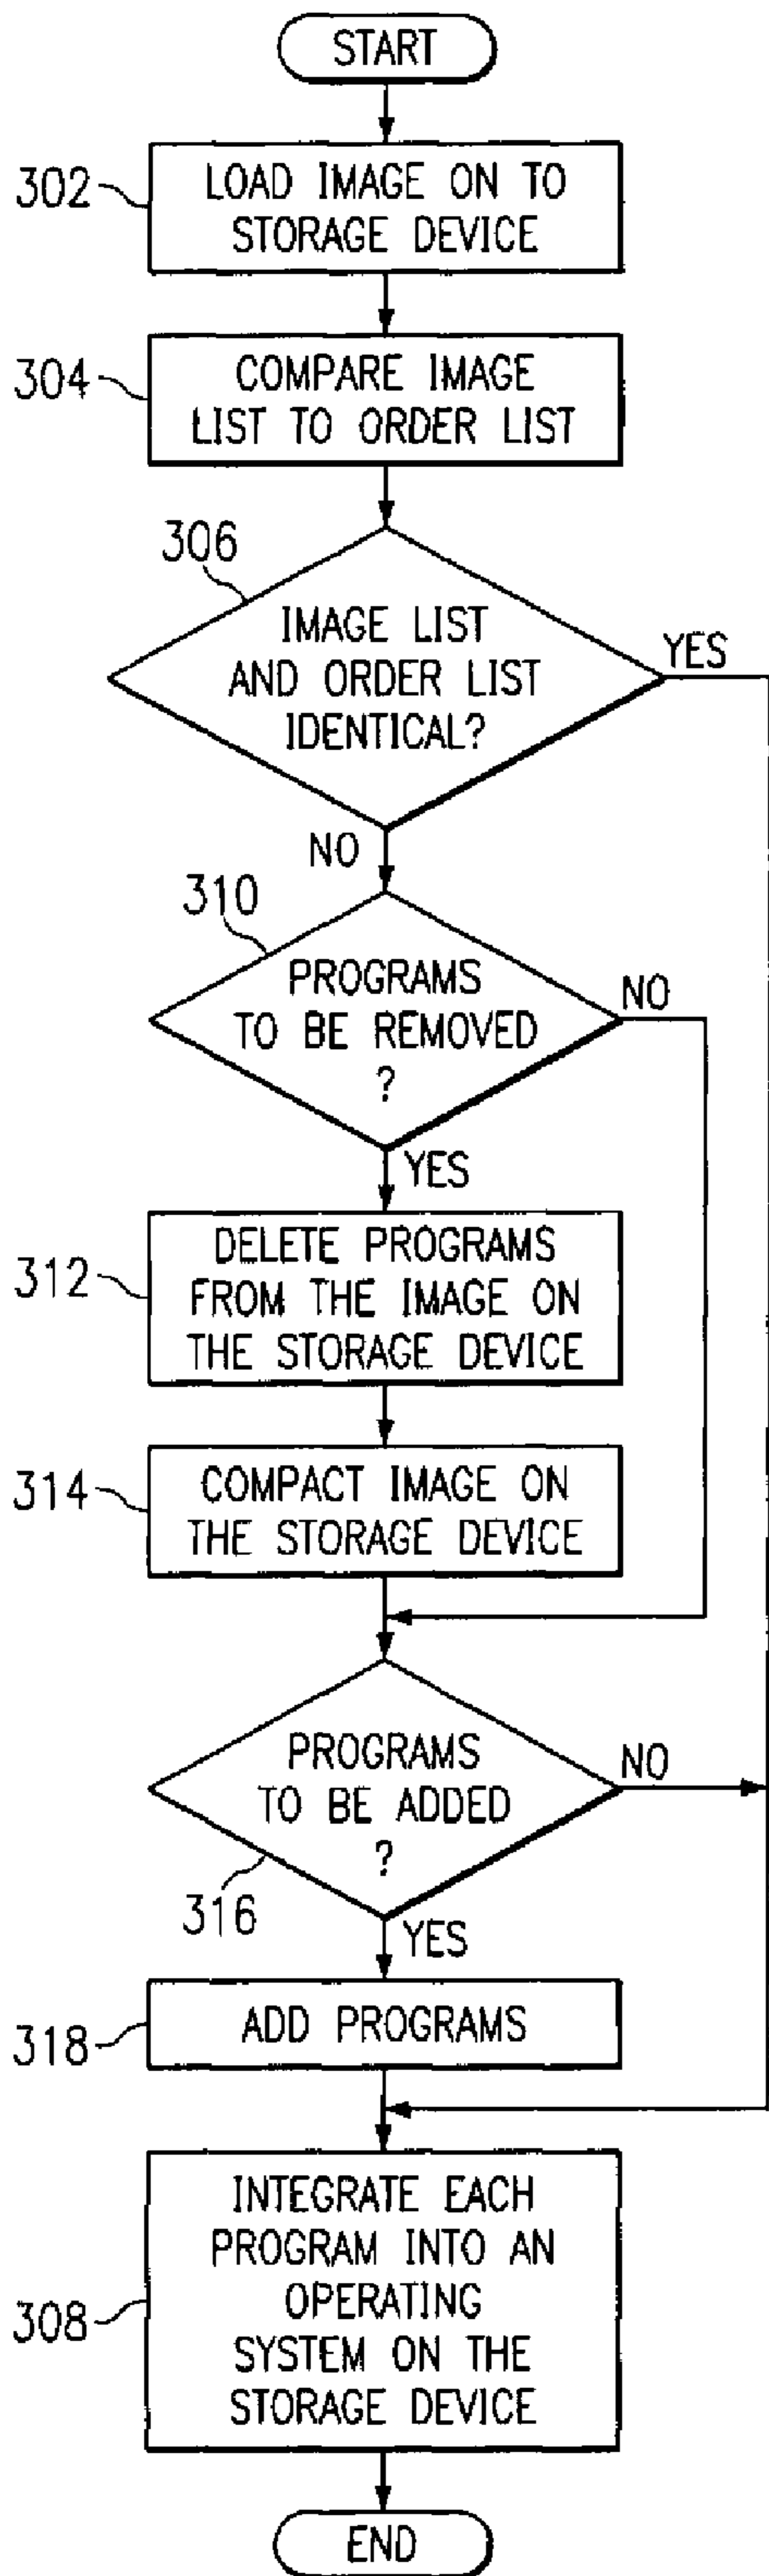 START
302
LOAD IMAGE ON TO
STORAGE DEVICE
304
COMPARE IMAGE
LIST TO ORDER LIST
306
IMAGE LIST
AND ORDER LIST
IDENTICAL?
YES
NO
310
PROGRAMS
TO BE REMOVED
?
NO
YES
312
DELETE PROGRAMS
FROM THE IMAGE ON
THE STORAGE DEVICE
314
COMPACT IMAGE ON
THE STORAGE DEVICE
PROGRAMS
TO BE ADDED
?
NO
316
YES
318
ADD PROGRAMS
308
INTEGRATE EACH
PROGRAM INTO AN
OPERATING
SYSTEM ON THE
STORAGE DEVICE
END